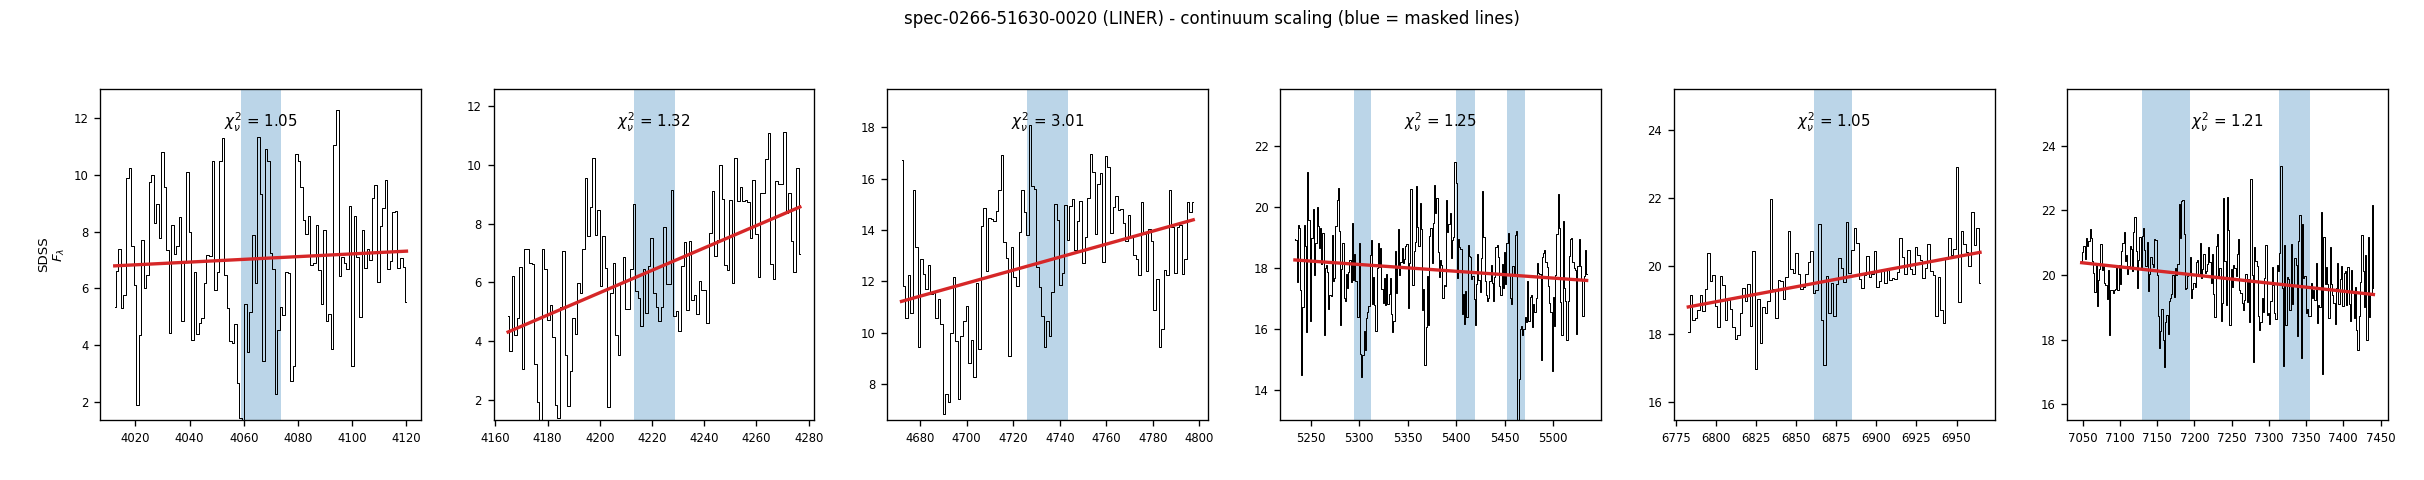 spec-0266-51630-0020 (LINER) - continuum scaling (blue = masked lines)
SDSS
F_λ
χ²_ν = 1.05
12
10
8
6
4
2
4020 4040 4060 4080 4100 4120
χ²_ν = 1.32
12
10
8
6
4
2
4160 4180 4200 4220 4240 4260 4280
χ²_ν = 3.01
18
16
14
12
10
8
4680 4700 4720 4740 4760 4780 4800
χ²_ν = 1.25
22
20
18
16
14
5250 5300 5350 5400 5450 5500
χ²_ν = 1.05
24
22
20
18
16
6775 6800 6825 6850 6875 6900 6925 6950
χ²_ν = 1.21
24
22
20
18
16
7050 7100 7150 7200 7250 7300 7350 7400 7450